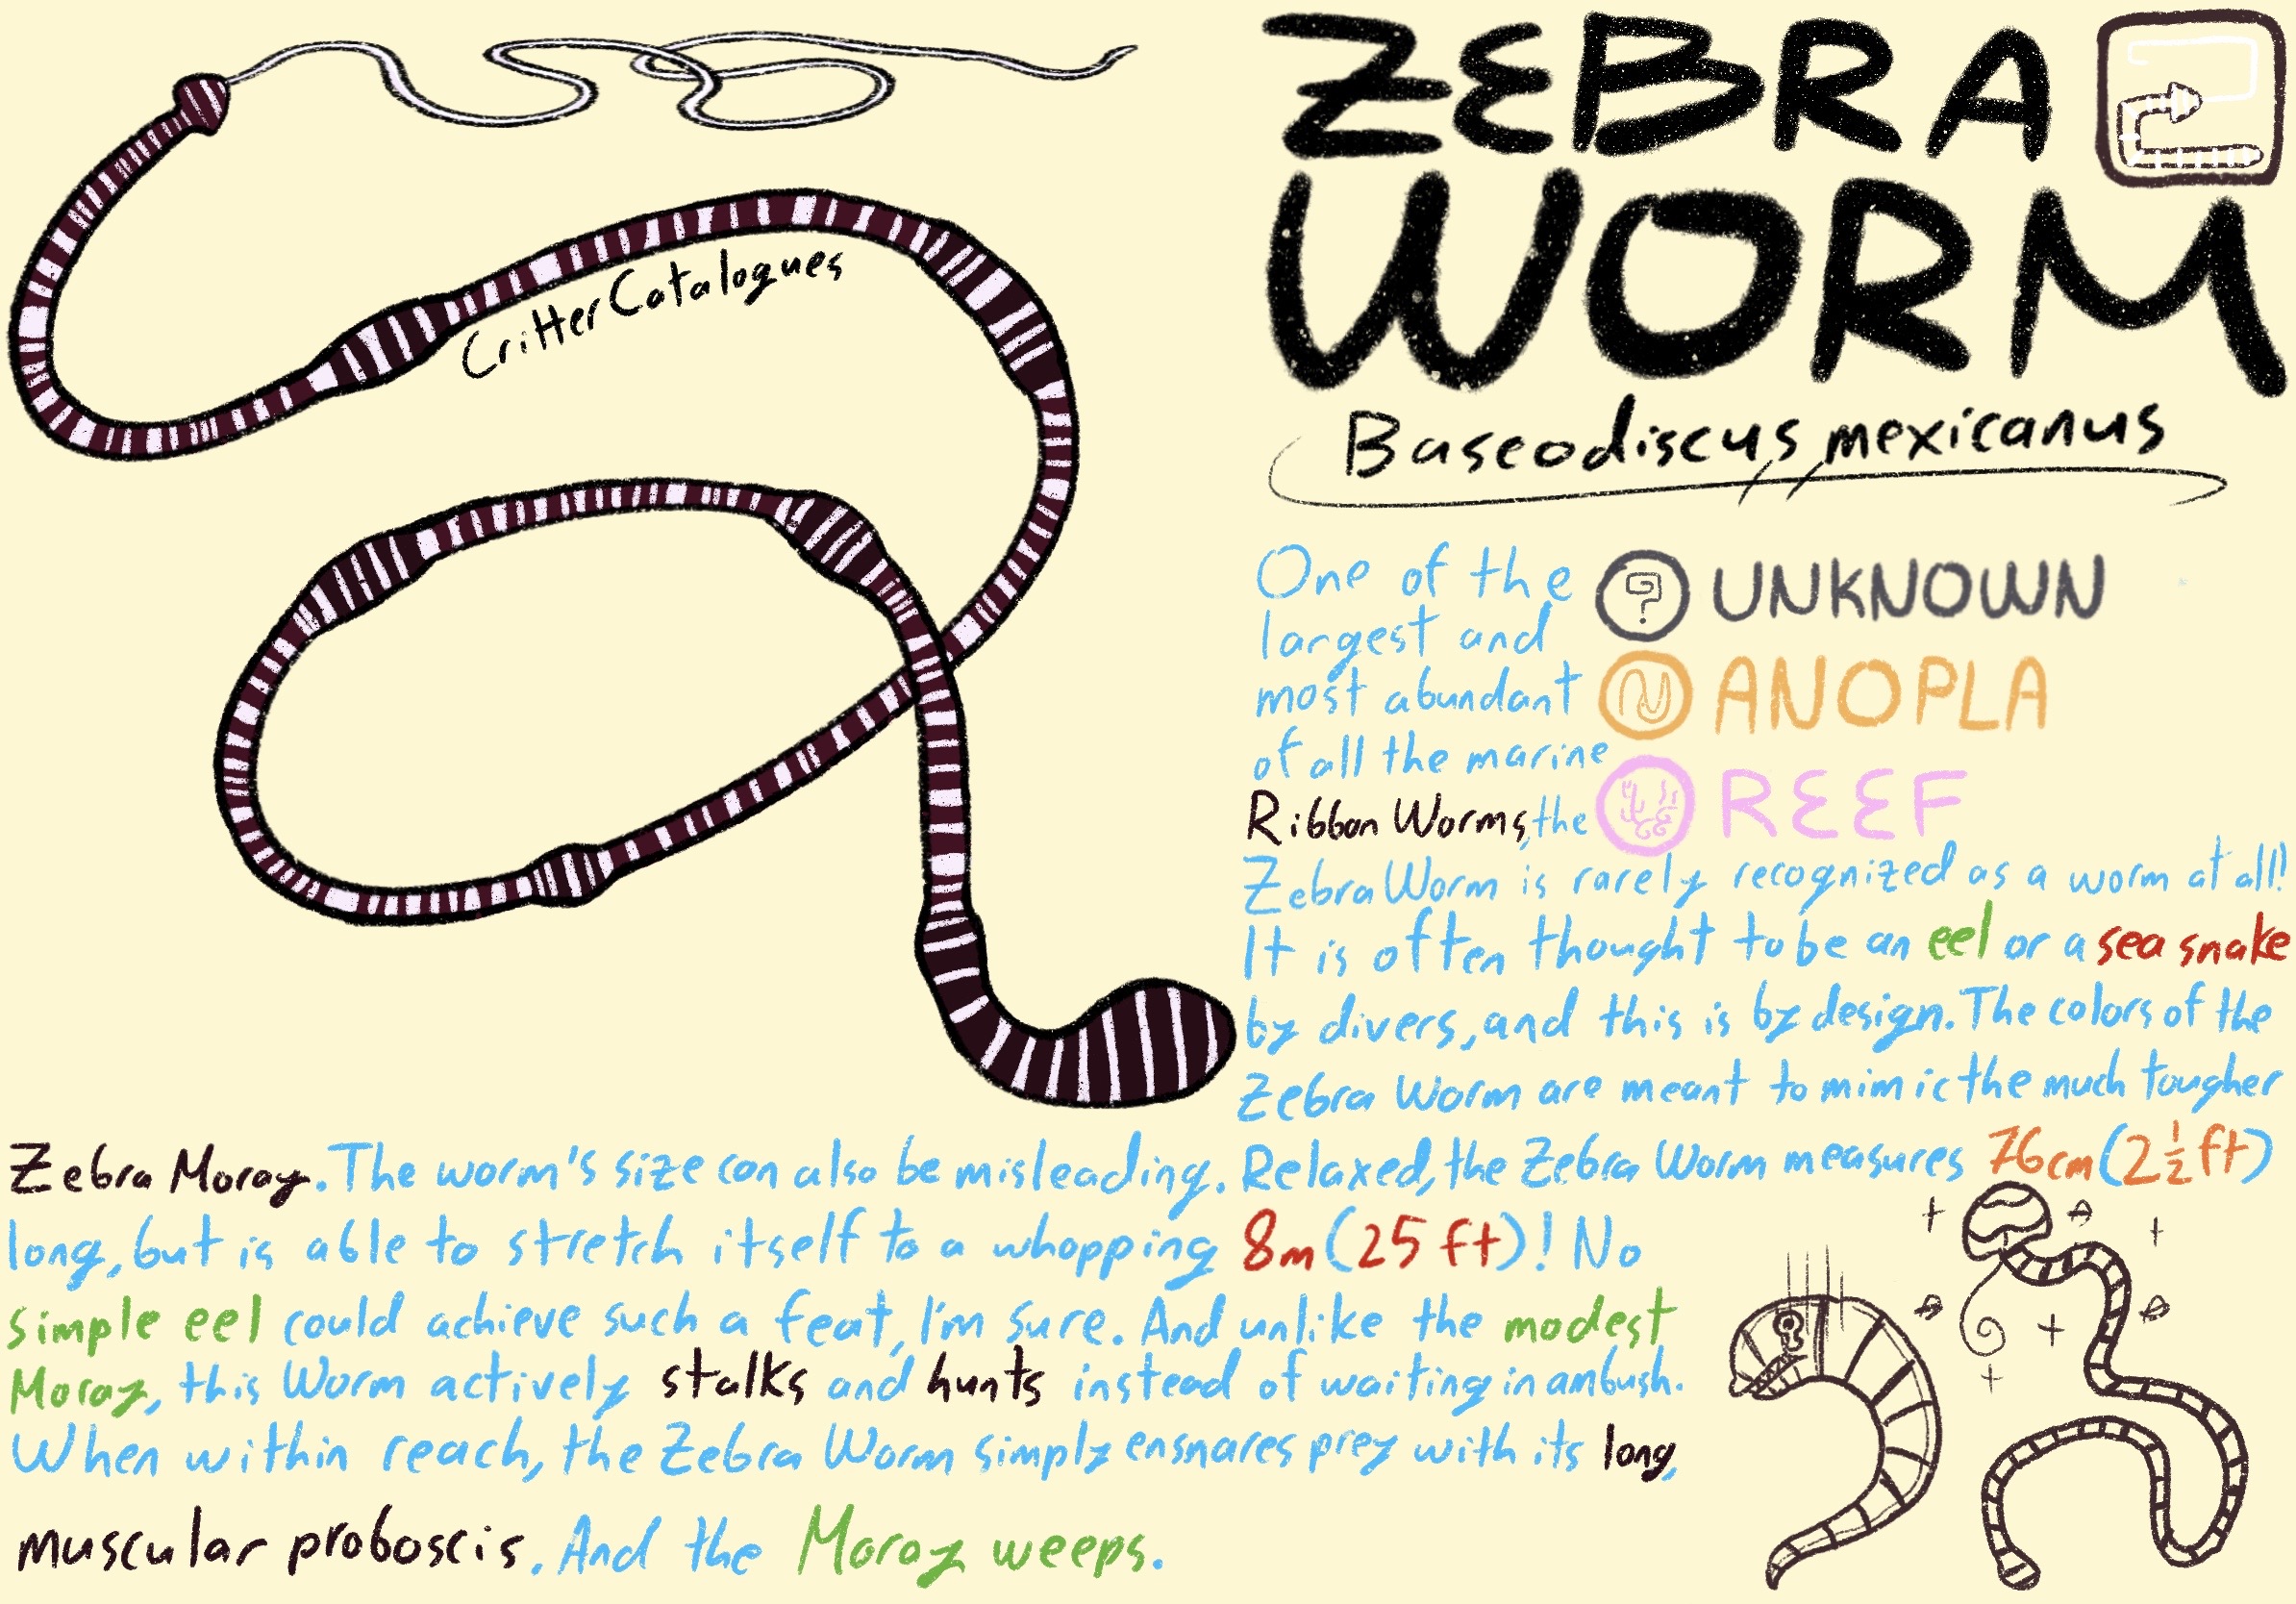 ZEBRA
WORM
Baseodiscus mexicanus
CritterCatalogues
? UNKNOWN
ANOPLA
REEF
One of the
largest and
most abundant
of all the marine
Ribbon Worms, the
Zebra Worm is rarely recognized as a worm at all!
It is often thought to be an eel or a sea snake
by divers, and this is by design. The colors of the
Zebra Worm are meant to mimic the much tougher
Zebra Moray. The worm's size can also be misleading. Relaxed, the Zebra Worm measures 76cm (2 1/2 ft)
long, but is able to stretch itself to a whopping 8m (25 ft)! No
simple eel could achieve such a feat, I'm sure. And unlike the modest
Moray, this Worm actively stalks and hunts instead of waiting in ambush.
When within reach, the Zebra Worm simply ensnares prey with its long,
muscular proboscis. And the Moray weeps.